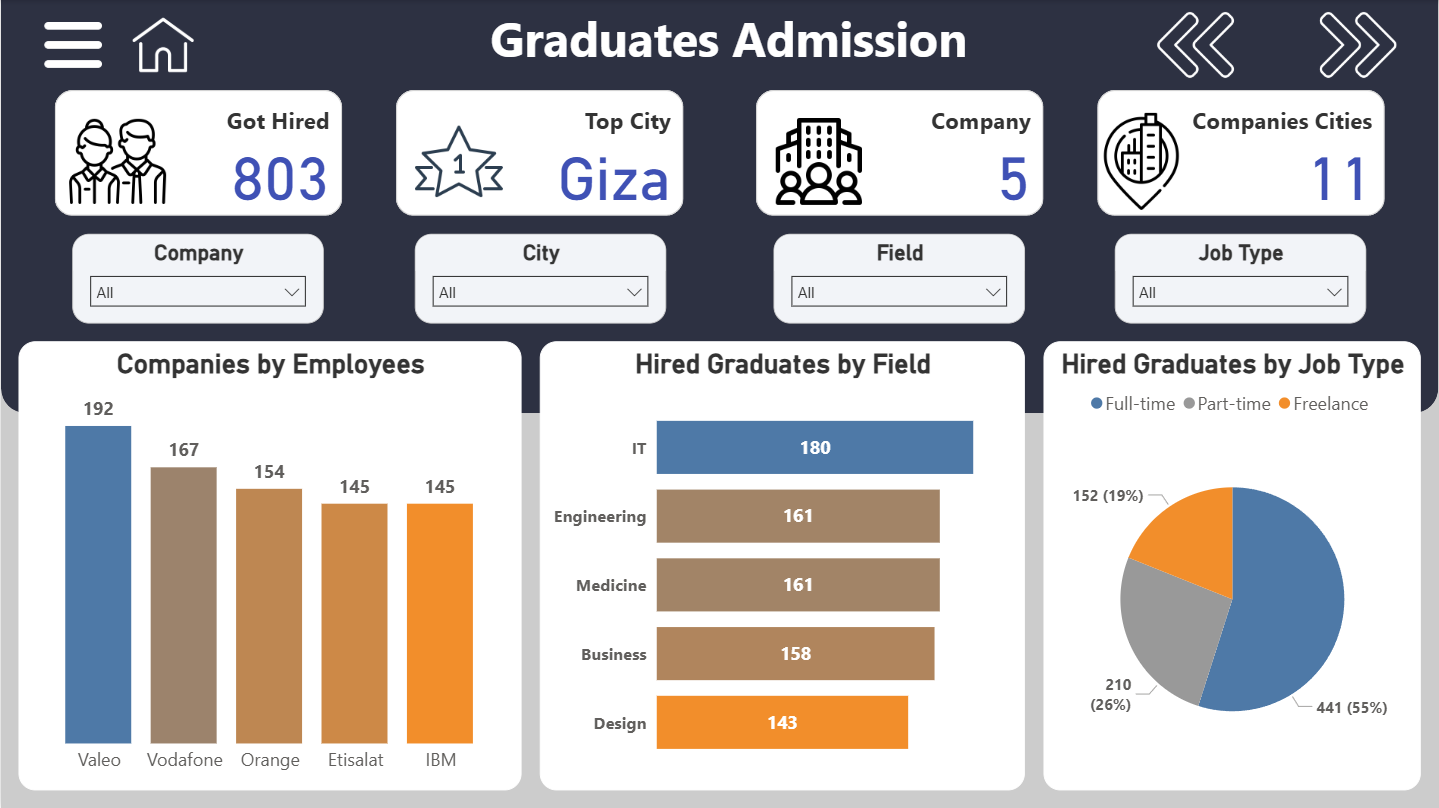 Graduates Admission
Got Hired
803
1
Top City
Giza
Company
5
Companies Cities
11
Company
All
City
All
Field
All
Job Type
All
Companies by Employees
192
167
154
145
145
Valeo
Vodafone
Orange
Etisalat
IBM
Hired Graduates by Field
IT
180
Engineering
161
Medicine
161
Business
158
Design
143
Hired Graduates by Job Type
Full-time
Part-time
Freelance
152 (19%)
210
(26%)
441 (55%)